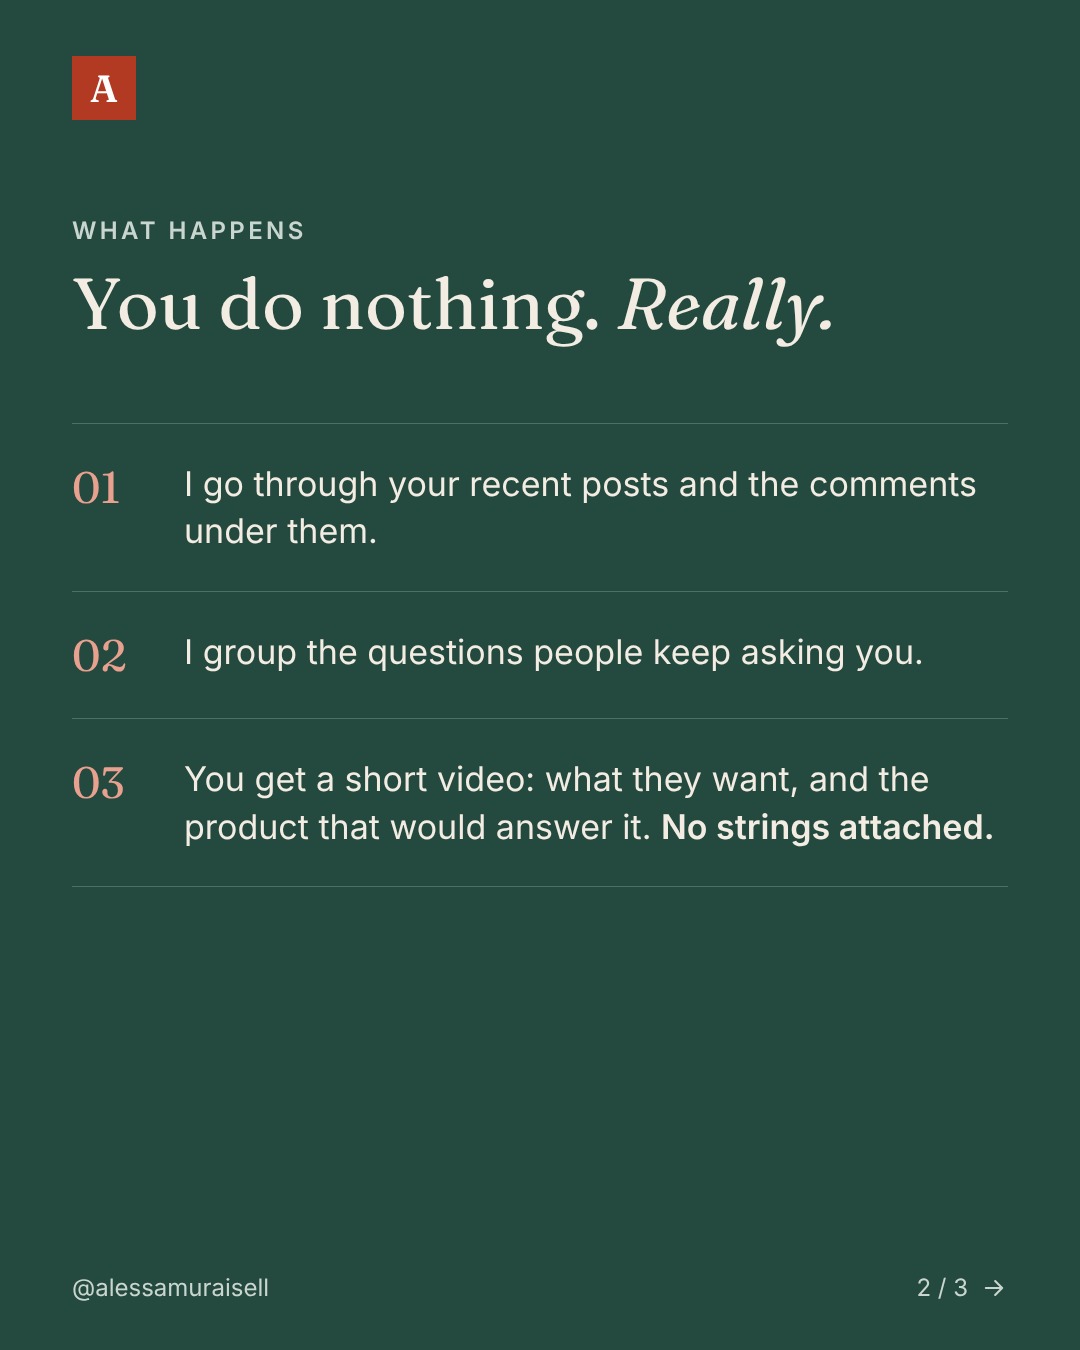 A
WHAT HAPPENS
You do nothing. Really.
01
I go through your recent posts and the comments
under them.
02
I group the questions people keep asking you.
03
You get a short video: what they want, and the
product that would answer it. No strings attached.
@alessamuraisell
2 / 3 →